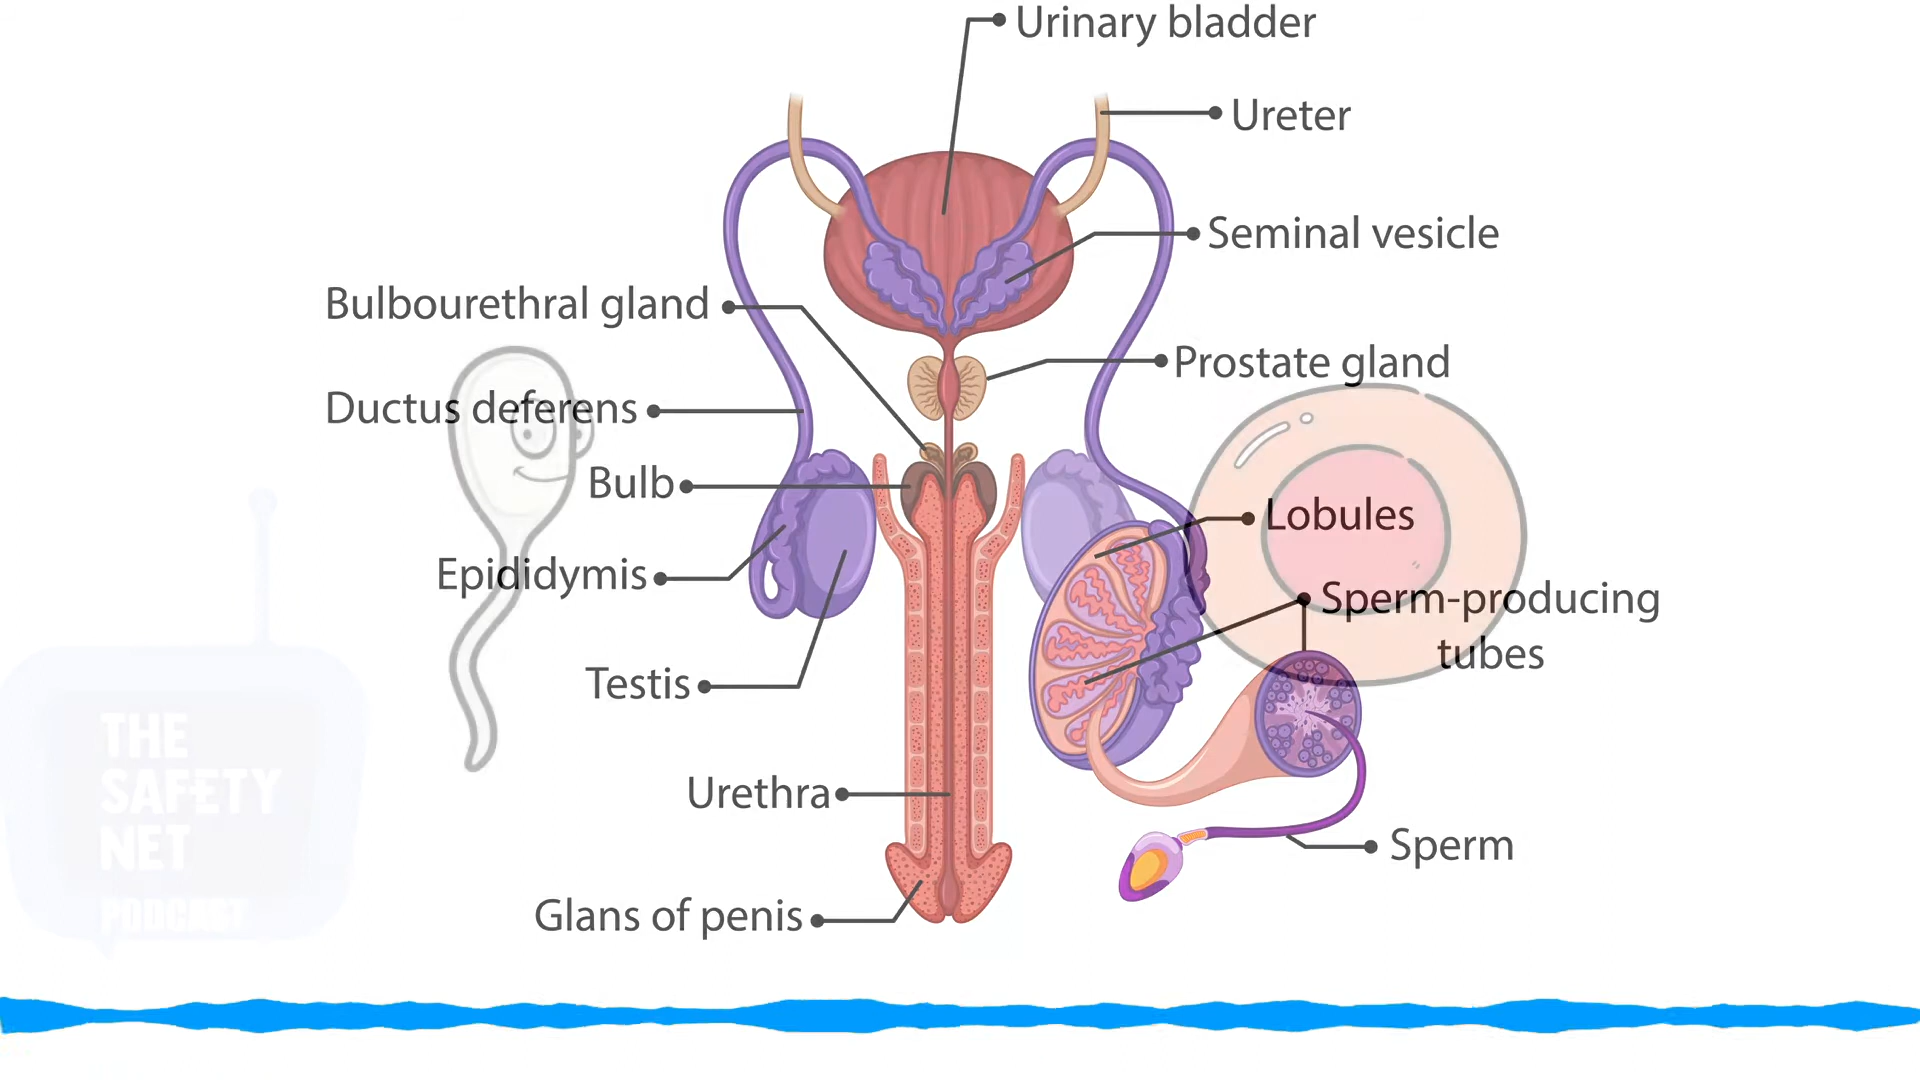 Urinary bladder
Ureter
Seminal vesicle
Bulbourethral gland
Prostate gland
Ductus deferens
Bulb
Lobules
Epididymis
Sperm-producing
tubes
Testis
Urethra
Sperm
Glans of penis
THE
SAFETY
NET
PODCAST